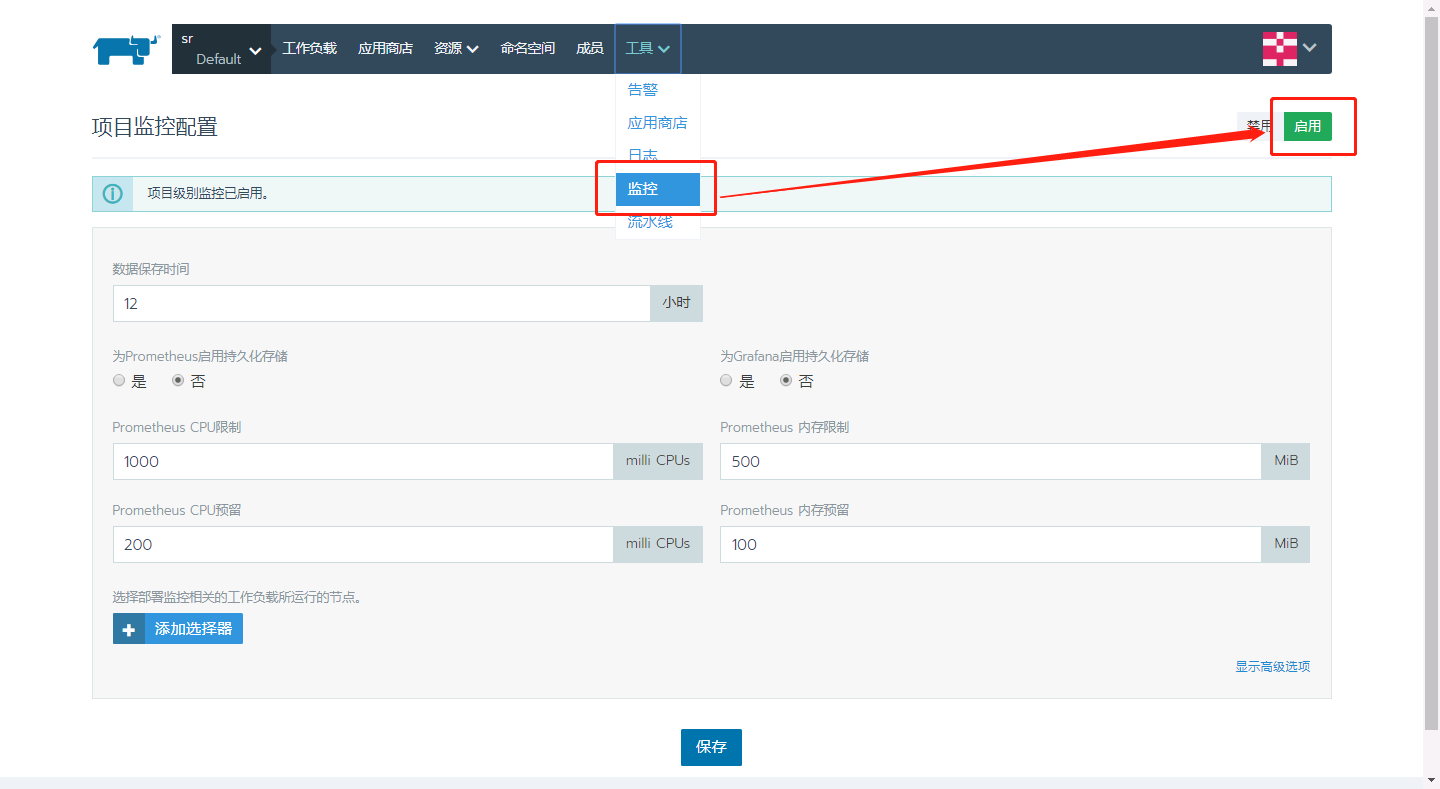 sr
Default
工作负载 应用商店 资源 命名空间 成员 工具
告警
应用商店
日志
监控
流水线
项目监控配置
禁用 启用
项目级别监控已启用。
数据保存时间
12 小时
为Prometheus启用持久化存储 为Grafana启用持久化存储
是 否 是 否
Prometheus CPU限制 Prometheus 内存限制
1000 milli CPUs 500 MiB
Prometheus CPU预留 Prometheus 内存预留
200 milli CPUs 100 MiB
选择部署监控相关的工作负载所运行的节点。
添加选择器
显示高级选项
保存